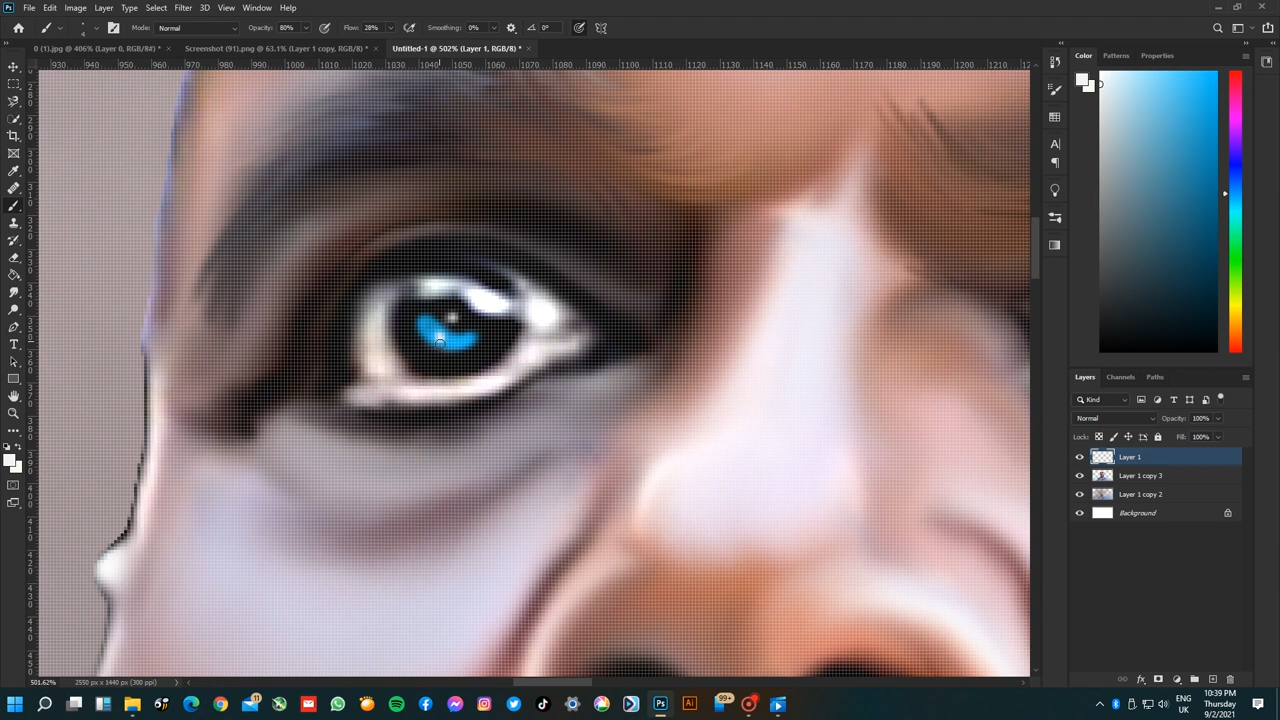 File Edit Image Layer Type Select Filter 3D View Window Help
4 Mode: Normal Opacity: 80% Flow: 28% Smoothing: 0% 0°
0 (1).jpg @ 406% (Layer 0, RGB/8#) * × Screenshot (91).png @ 63.1% (Layer 1 copy, RGB/8) * × Untitled-1 @ 502% (Layer 1, RGB/8) * ×
930 940 950 960 970 980 990 1000 1010 1020 1030 1040 1050 1060 1070 1080 1090 1100 1110 1120 1130 1140 1150 1160 1170 1180 1190 1200 1210
Color Patterns Properties
Layers Channels Paths
Kind
Normal Opacity: 100%
Lock: Fill: 100%
Layer 1
Layer 1 copy 3
Layer 1 copy 2
Background
501.62% 2550 px x 1440 px (300 ppi)
11 99+ Ps Ai
ENG UK
10:39 PM
Thursday
9/2/2021